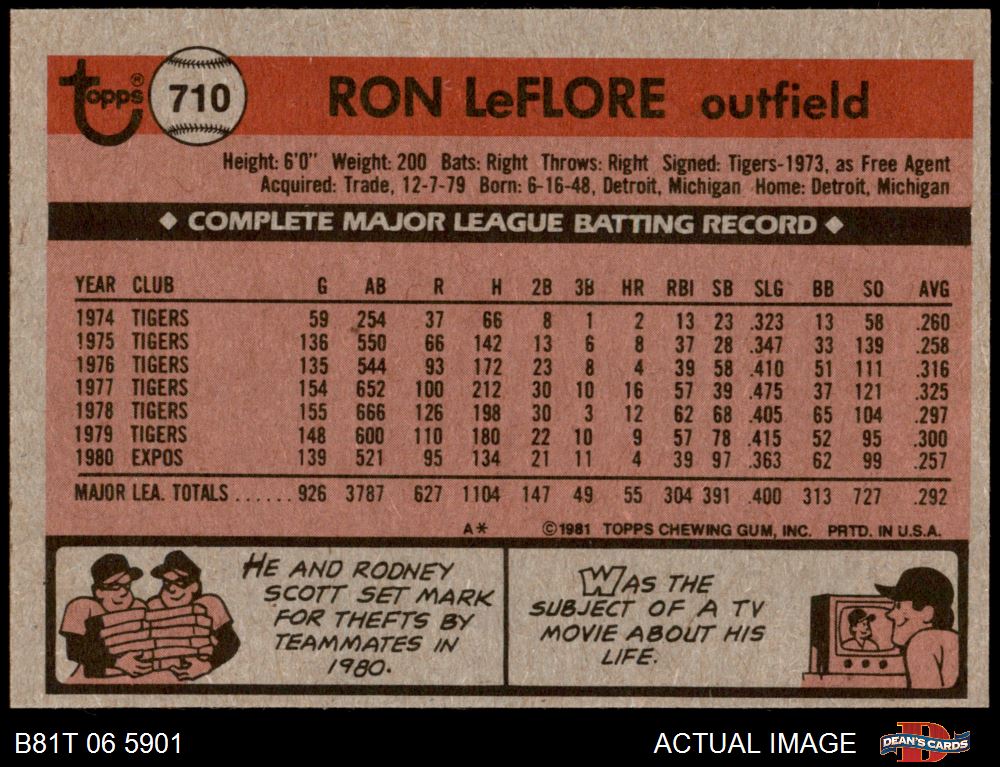 topps® 710 RON LeFLORE outfield
Height: 6'0" Weight: 200 Bats: Right Throws: Right Signed: Tigers-1973, as Free Agent
Acquired: Trade, 12-7-79 Born: 6-16-48, Detroit, Michigan Home: Detroit, Michigan
◆ COMPLETE MAJOR LEAGUE BATTING RECORD ◆
YEAR CLUB G AB R H 2B 3B HR RBI SB SLG BB SO AVG
1974 TIGERS 59 254 37 66 8 1 2 13 23 .323 13 58 .260
1975 TIGERS 136 550 66 142 13 6 8 37 28 .347 33 139 .258
1976 TIGERS 135 544 93 172 23 8 4 39 58 .410 51 111 .316
1977 TIGERS 154 652 100 212 30 10 16 57 39 .475 37 121 .325
1978 TIGERS 155 666 126 198 30 3 12 62 68 .405 65 104 .297
1979 TIGERS 148 600 110 180 22 10 9 57 78 .415 52 95 .300
1980 EXPOS 139 521 95 134 21 11 4 39 97 .363 62 99 .257
MAJOR LEA. TOTALS ...... 926 3787 627 1104 147 49 55 304 391 .400 313 727 .292
A* ©1981 TOPPS CHEWING GUM, INC. PRTD. IN U.S.A.
HE AND RODNEY
SCOTT SET MARK
FOR THEFTS BY
TEAMMATES IN
1980.
WAS THE
SUBJECT OF A TV
MOVIE ABOUT HIS
LIFE.
B81T 06 5901 ACTUAL IMAGE DEAN'S CARDS